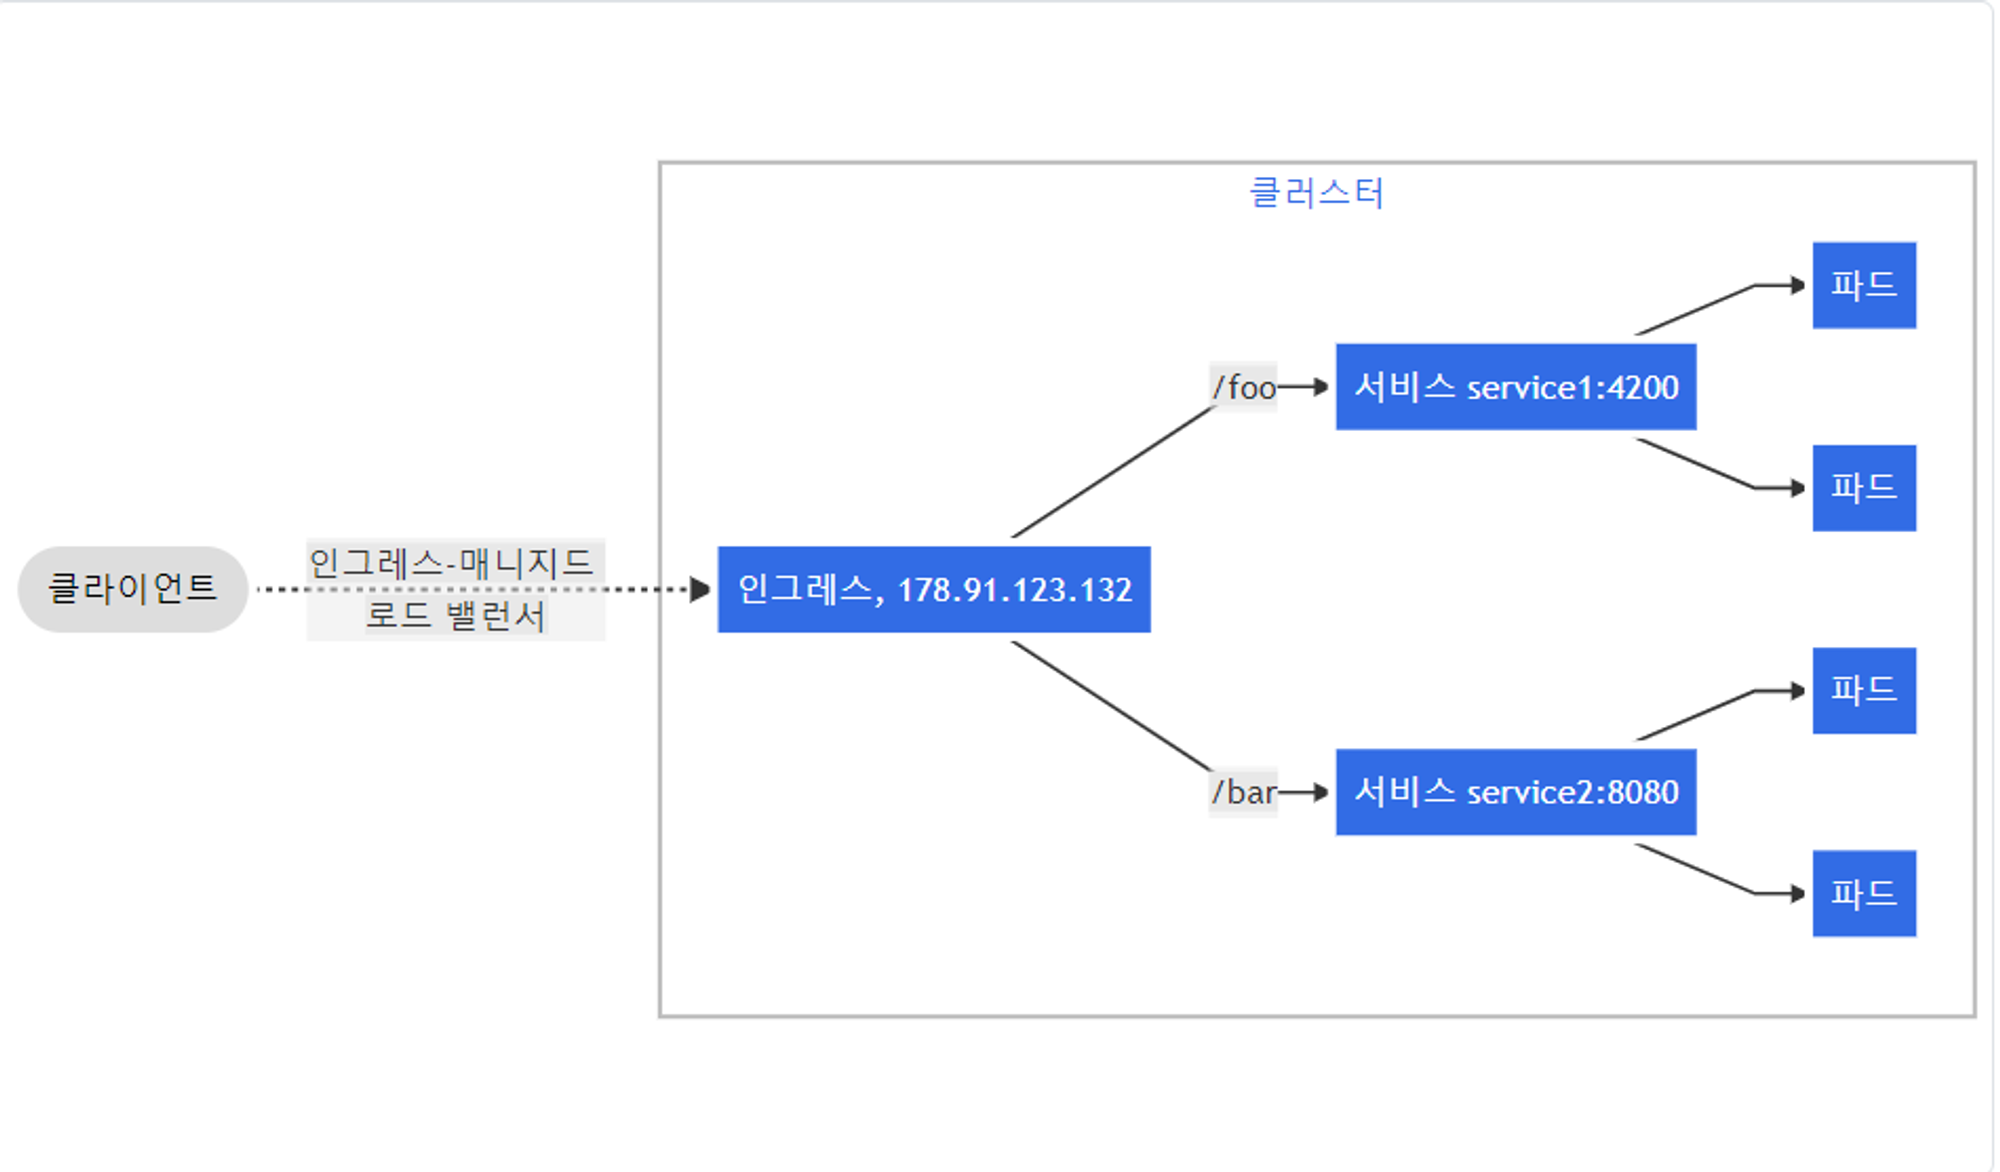 클러스터
파드
/foo
서비스 service1:4200
파드
클라이언트
인그레스-매니지드
로드 밸런서
인그레스, 178.91.123.132
파드
/bar
서비스 service2:8080
파드